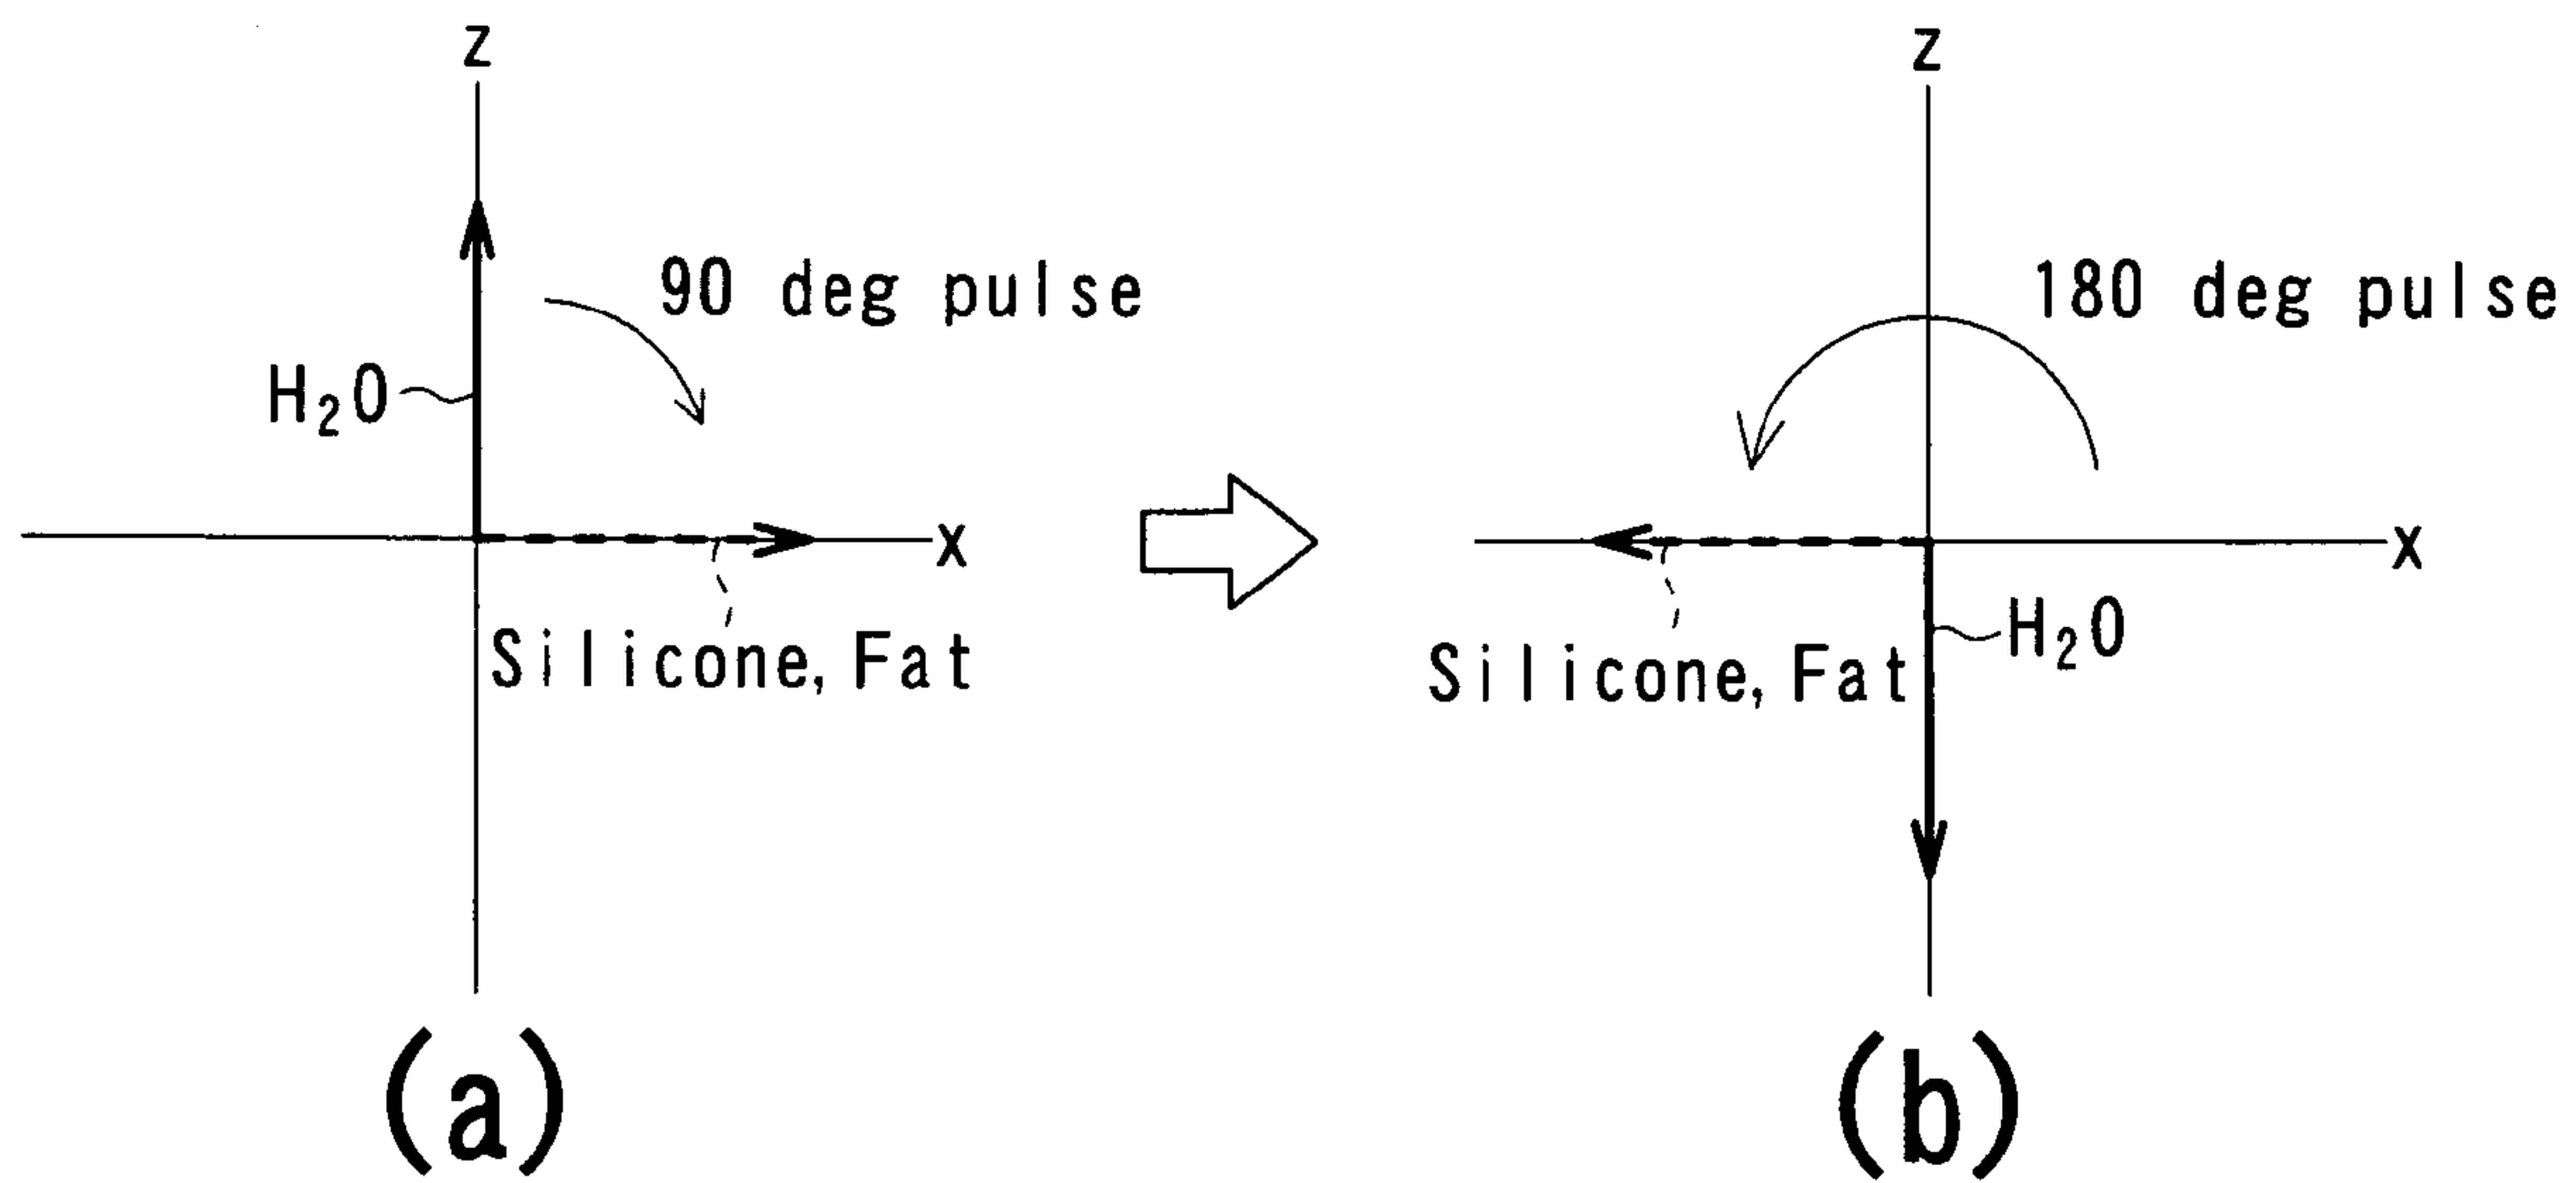 z
90 deg pulse
H₂O
x
Silicone, Fat
(a)
z
180 deg pulse
x
H₂O
Silicone, Fat
(b)